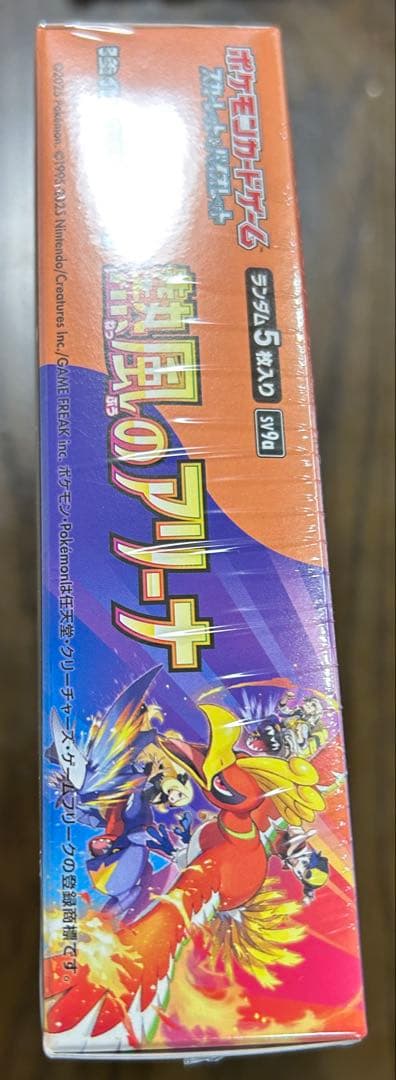 ポケモンカードゲーム
スカーレット&バイオレット
ランダム5枚入り
sv9a
熱風のアリーナ
ねっ ぷう
©2025 Pokémon. ©1995-2025 Nintendo/Creatures Inc./GAME FREAK inc. ポケモン・Pokémonは任天堂・クリーチャーズ・ゲームフリークの登録商標です。